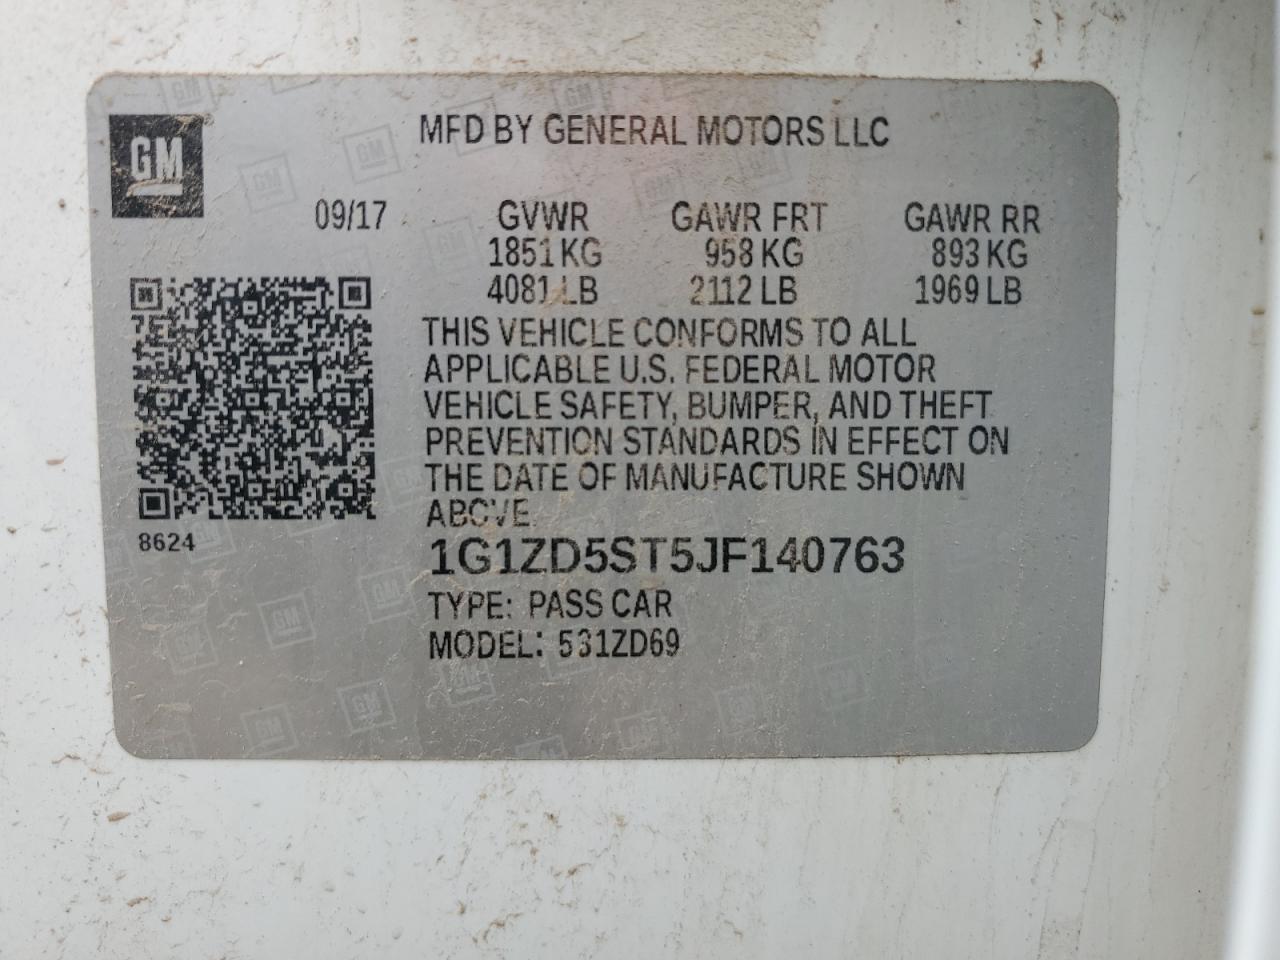 GM
MFD BY GENERAL MOTORS LLC
09/17 GVWR GAWR FRT GAWR RR
1851 KG 958 KG 893 KG
4081 LB 2112 LB 1969 LB
THIS VEHICLE CONFORMS TO ALL
APPLICABLE U.S. FEDERAL MOTOR
VEHICLE SAFETY, BUMPER, AND THEFT
PREVENTION STANDARDS IN EFFECT ON
THE DATE OF MANUFACTURE SHOWN
ABOVE.
8624
1G1ZD5ST5JF140763
TYPE: PASS CAR
MODEL: 531ZD69